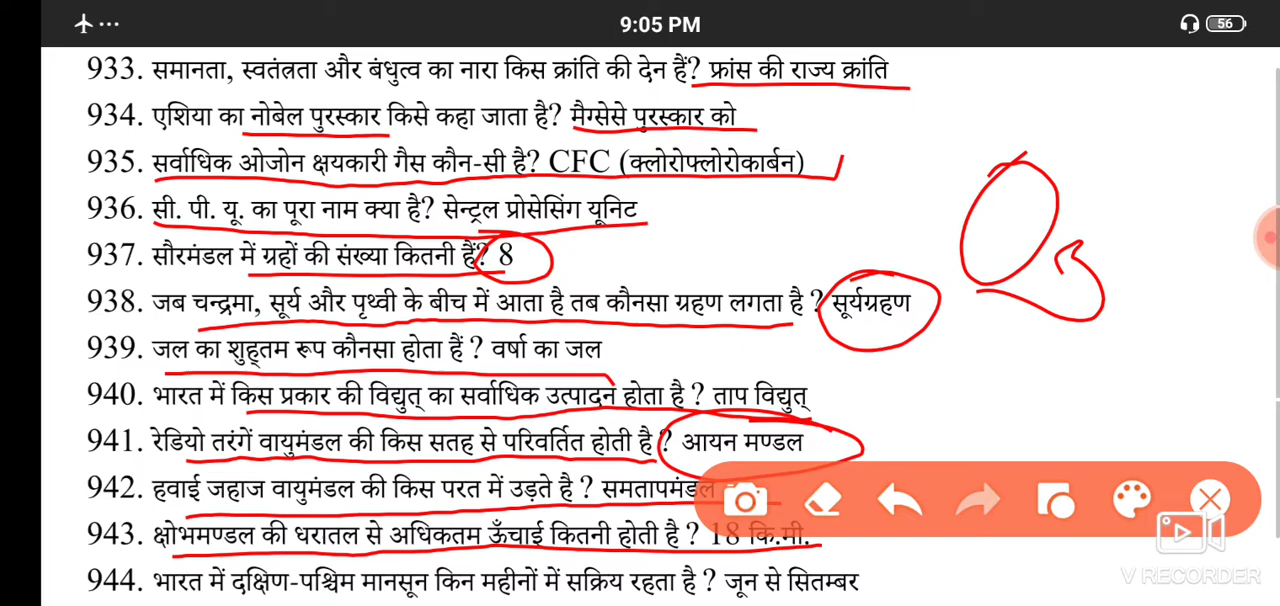 9:05 PM
56
933. समानता, स्वतंत्रता और बंधुत्व का नारा किस क्रांति की देन हैं? फ्रांस की राज्य क्रांति
934. एशिया का नोबेल पुरस्कार किसे कहा जाता है? मैग्सेसे पुरस्कार को
935. सर्वाधिक ओजोन क्षयकारी गैस कौन-सी है? CFC (क्लोरोफ्लोरोकार्बन)
936. सी. पी. यू. का पूरा नाम क्या है? सेन्ट्रल प्रोसेसिंग यूनिट
937. सौरमंडल में ग्रहों की संख्या कितनी हैं? 8
938. जब चन्द्रमा, सूर्य और पृथ्वी के बीच में आता है तब कौनसा ग्रहण लगता है ? सूर्यग्रहण
939. जल का शुह्तम रूप कौनसा होता हैं ? वर्षा का जल
940. भारत में किस प्रकार की विद्युत् का सर्वाधिक उत्पादन होता है ? ताप विद्युत्
941. रेडियो तरंगें वायुमंडल की किस सतह से परिवर्तित होती है ? आयन मण्डल
942. हवाई जहाज वायुमंडल की किस परत में उड़ते है ? समतापमंडल
943. क्षोभमण्डल की धरातल से अधिकतम ऊँचाई कितनी होती है ? 18 कि.मी.
944. भारत में दक्षिण-पश्चिम मानसून किन महीनों में सक्रिय रहता है ? जून से सितम्बर
V RECORDER